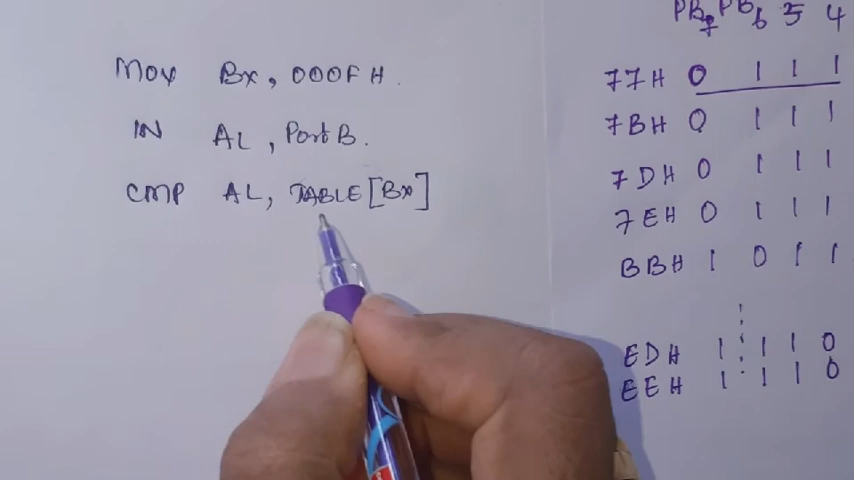 MOV BX, 000FH.
IN AL, Port B.
CMP AL, TABLE[BX]
PB7 PB6 5 4
77H 0 1 1 1
7BH 0 1 1 1
7DH 0 1 1 1
7EH 0 1 1 1
BBH 1 0 1 1
EDH 1 1 1 0
EEH 1 1 1 0